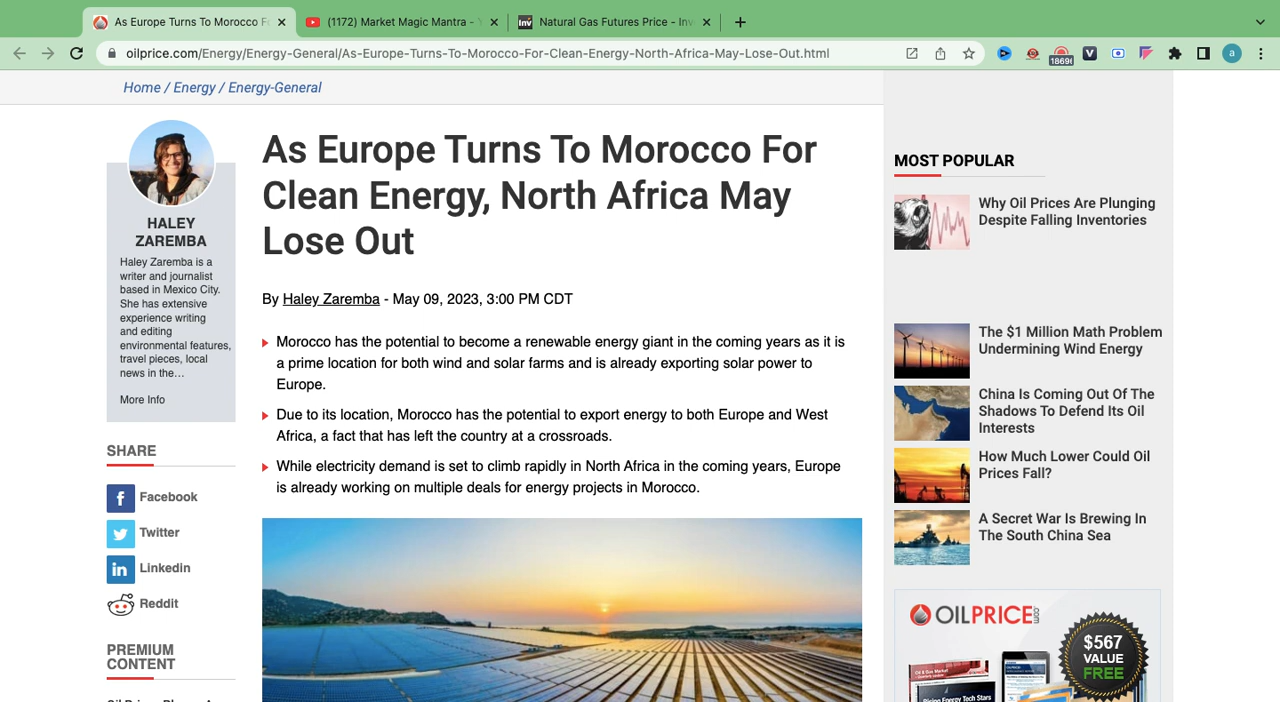 As Europe Turns To Morocco Fo
(1172) Market Magic Mantra - Y
Natural Gas Futures Price - Inv
oilprice.com/Energy/Energy-General/As-Europe-Turns-To-Morocco-For-Clean-Energy-North-Africa-May-Lose-Out.html
a
Home / Energy / Energy-General
HALEY
ZAREMBA
Haley Zaremba is a
writer and journalist
based in Mexico City.
She has extensive
experience writing
and editing
environmental features,
travel pieces, local
news in the…
More Info
SHARE
Facebook
Twitter
Linkedin
Reddit
PREMIUM
CONTENT
As Europe Turns To Morocco For
Clean Energy, North Africa May
Lose Out
By Haley Zaremba - May 09, 2023, 3:00 PM CDT
Morocco has the potential to become a renewable energy giant in the coming years as it is
a prime location for both wind and solar farms and is already exporting solar power to
Europe.
Due to its location, Morocco has the potential to export energy to both Europe and West
Africa, a fact that has left the country at a crossroads.
While electricity demand is set to climb rapidly in North Africa in the coming years, Europe
is already working on multiple deals for energy projects in Morocco.
MOST POPULAR
Why Oil Prices Are Plunging
Despite Falling Inventories
The $1 Million Math Problem
Undermining Wind Energy
China Is Coming Out Of The
Shadows To Defend Its Oil
Interests
How Much Lower Could Oil
Prices Fall?
A Secret War Is Brewing In
The South China Sea
OILPRICE.com
$567
VALUE
FREE